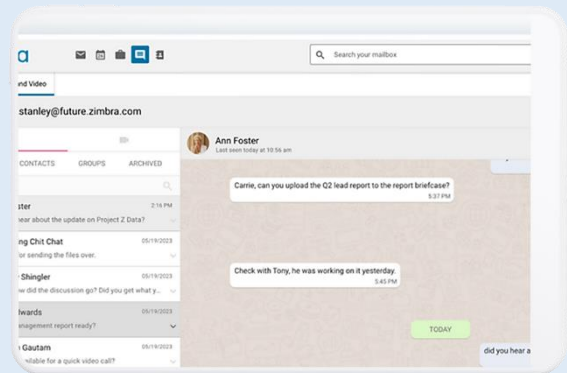 a
Search your mailbox
nd Video
stanley@future.zimbra.com
CONTACTS GROUPS ARCHIVED
ster 2:16 PM
ear about the update on Project Z Data?
ng Chit Chat 05/19/2023
for sending the files over.
Shingler 05/19/2023
w did the discussion go? Did you get what y...
dwards 05/19/2023
nagement report ready?
Gautam 05/19/2023
ailable for a quick video call?
Ann Foster
Last seen today at 10:56 am
Carrie, can you upload the Q2 lead report to the report briefcase?
5:37 PM
Check with Tony, he was working on it yesterday.
5:45 PM
TODAY
did you hear a